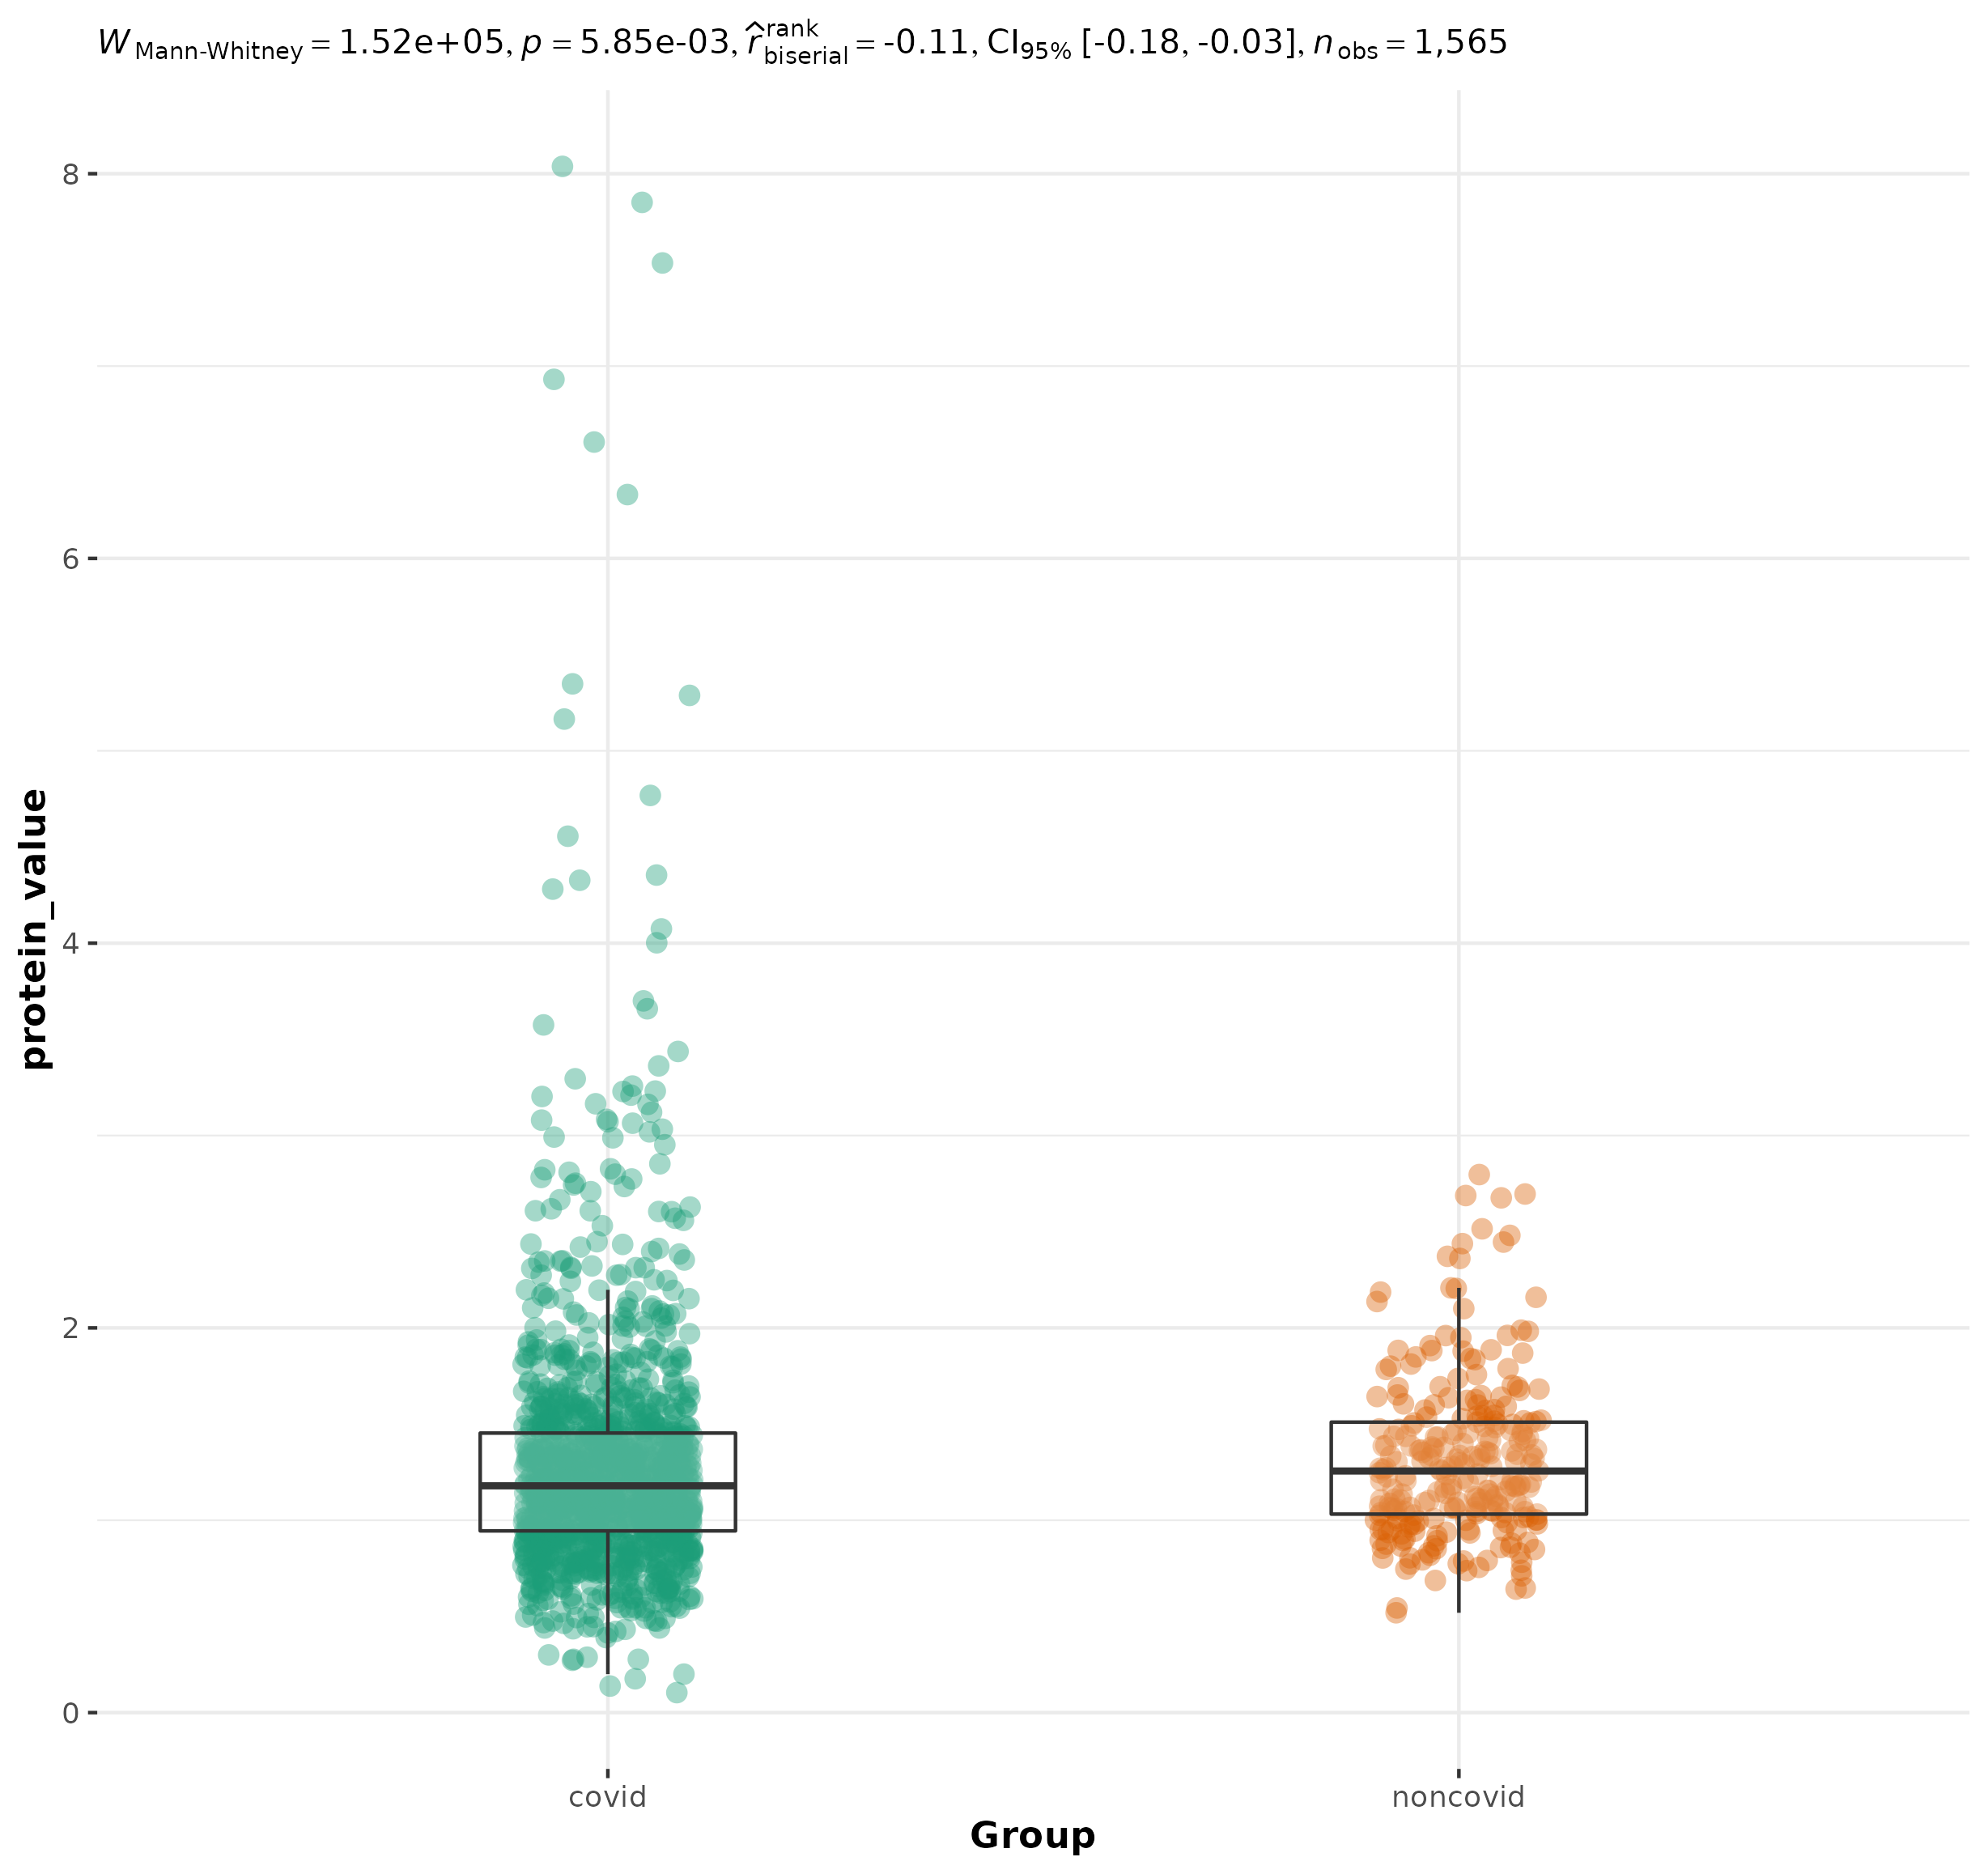 W Mann-Whitney = 1.52e+05, p = 5.85e-03, r̂ rank biserial = -0.11, CI95% [-0.18, -0.03], n obs = 1,565
8
6
4
2
0
protein_value
covid noncovid
Group